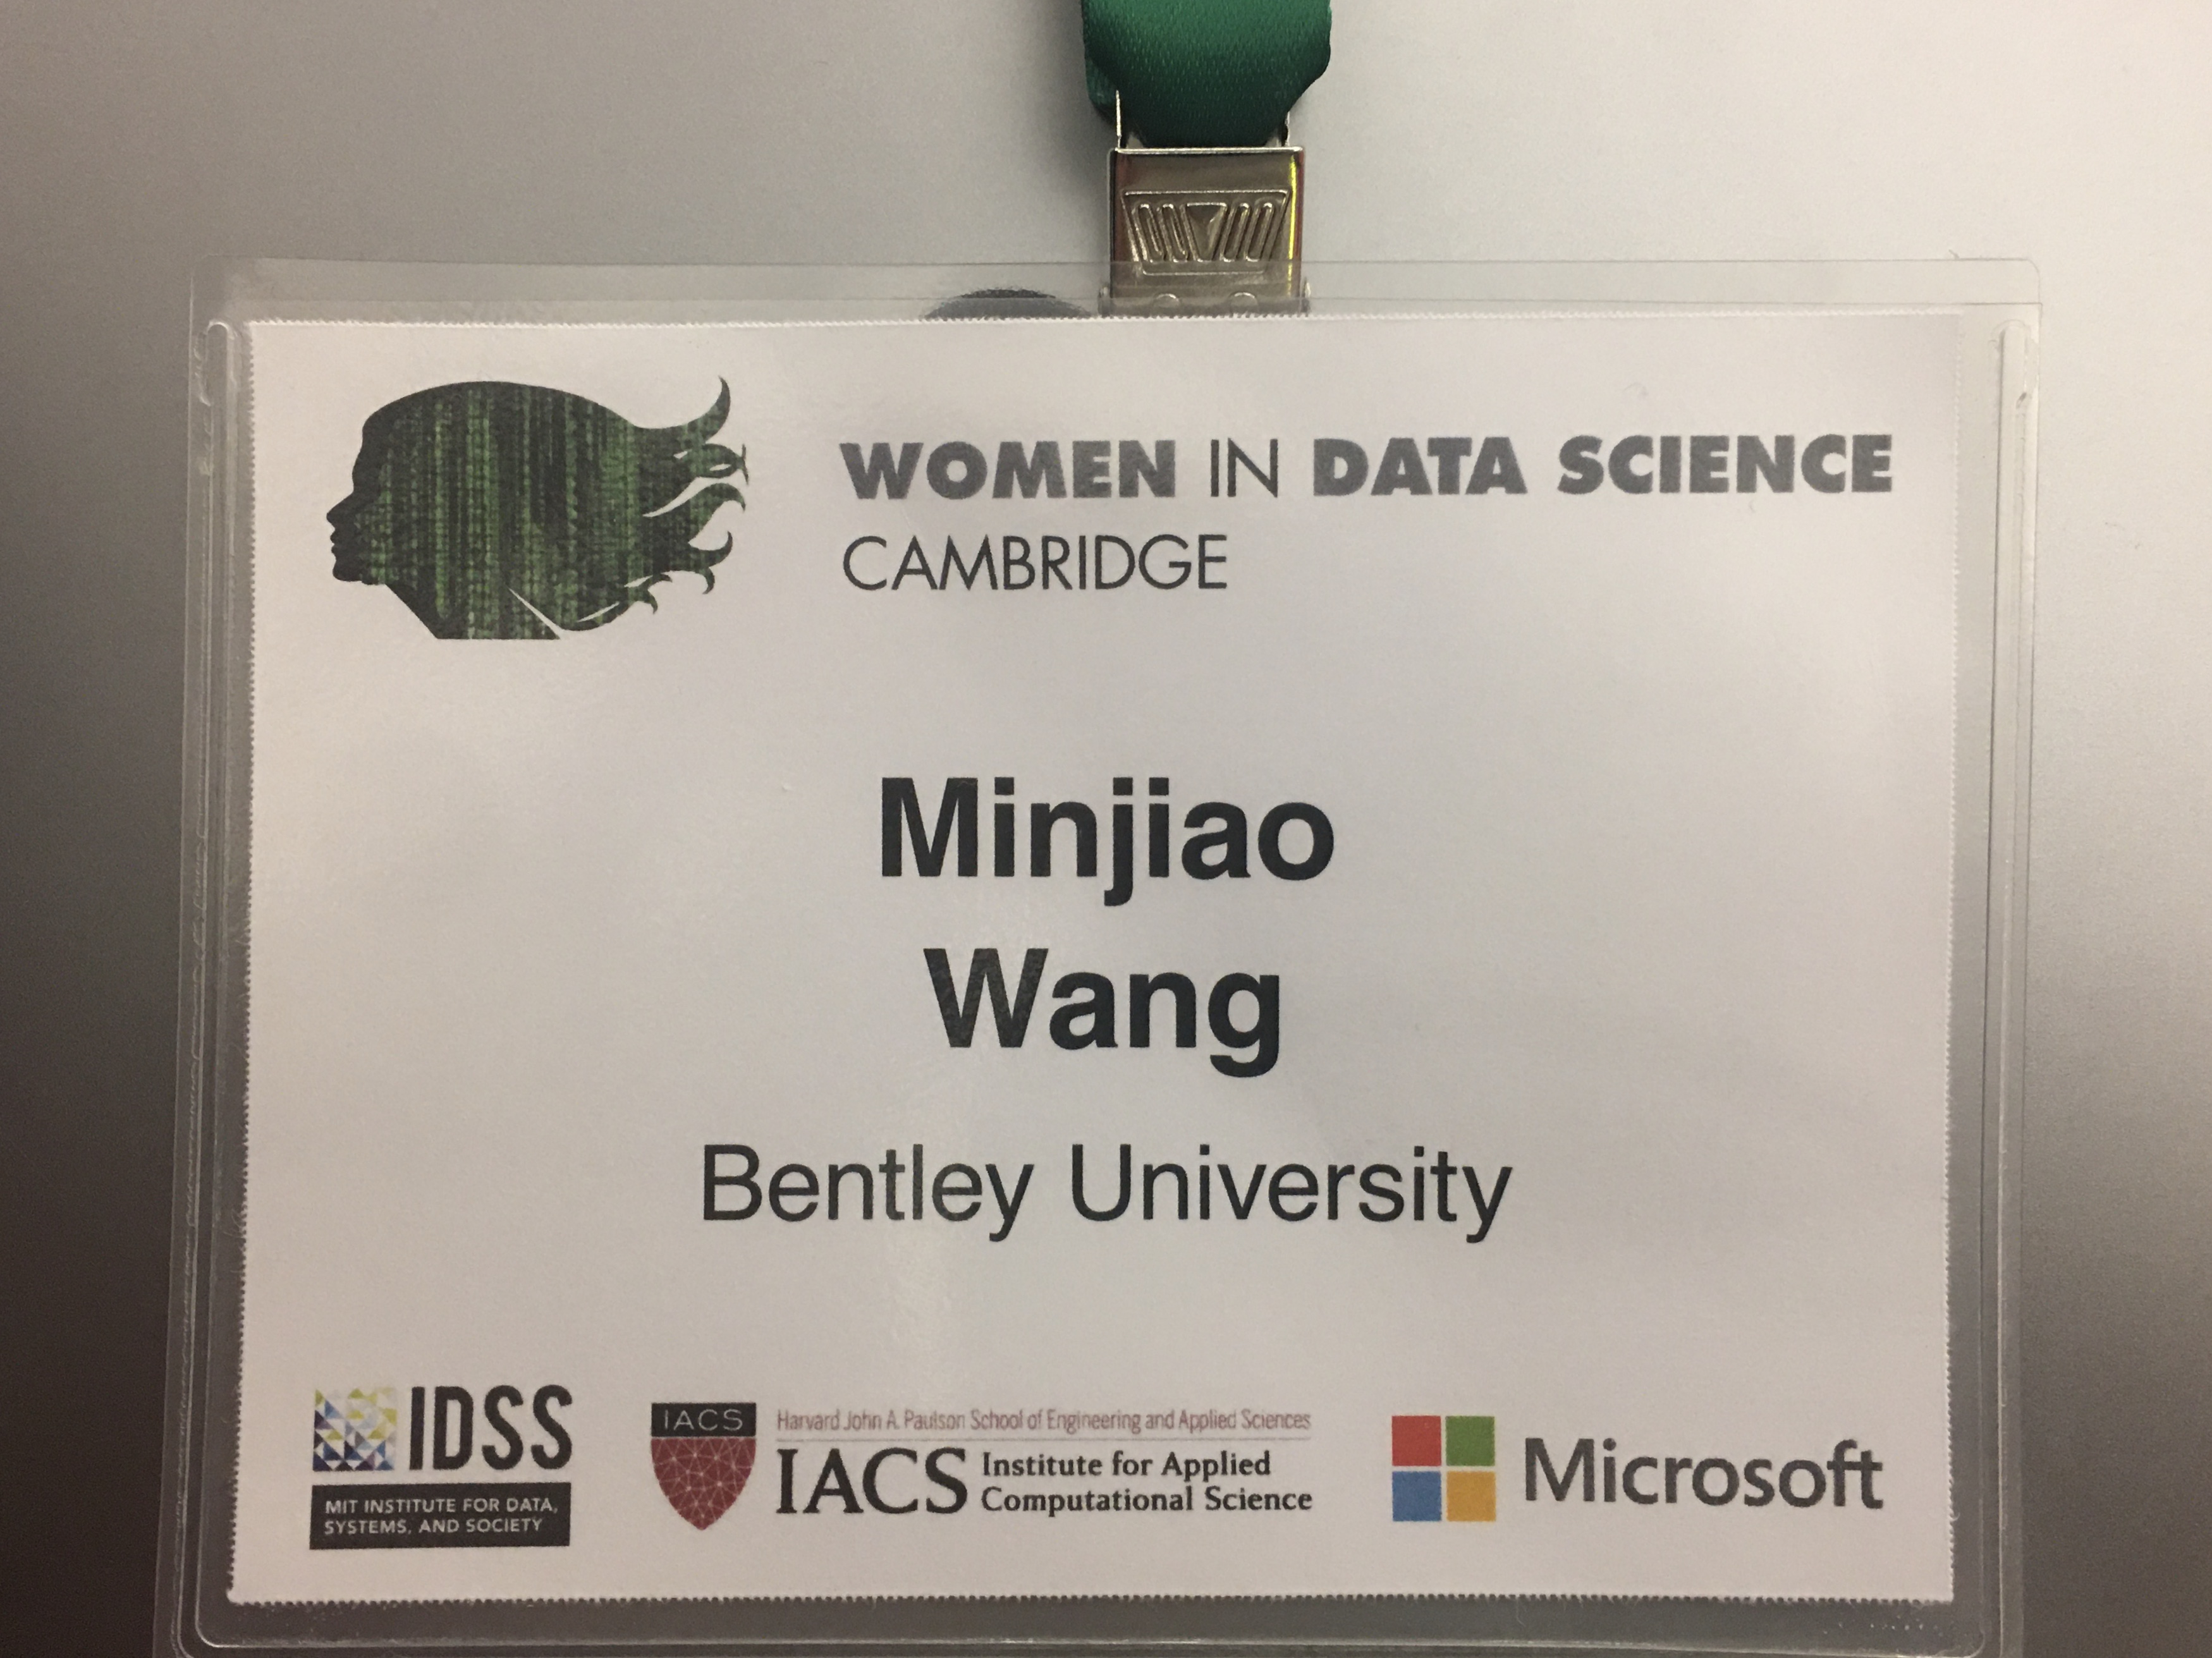 WOMEN IN DATA SCIENCE
CAMBRIDGE
Minjiao
Wang
Bentley University
IDSS
MIT INSTITUTE FOR DATA,
SYSTEMS, AND SOCIETY
IACS
Harvard John A. Paulson School of Engineering and Applied Sciences
IACS
Institute for Applied
Computational Science
Microsoft